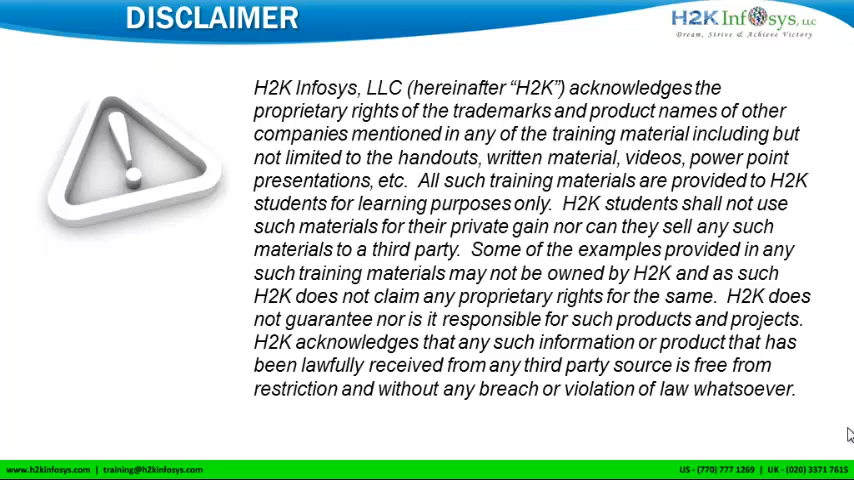 DISCLAIMER
H2K Infosys, LLC
Dream, Strive & Achieve Victory
H2K Infosys, LLC (hereinafter “H2K”) acknowledges the
proprietary rights of the trademarks and product names of other
companies mentioned in any of the training material including but
not limited to the handouts, written material, videos, power point
presentations, etc.  All such training materials are provided to H2K
students for learning purposes only.  H2K students shall not use
such materials for their private gain nor can they sell any such
materials to a third party.  Some of the examples provided in any
such training materials may not be owned by H2K and as such
H2K does not claim any proprietary rights for the same.  H2K does
not guarantee nor is it responsible for such products and projects.
H2K acknowledges that any such information or product that has
been lawfully received from any third party source is free from
restriction and without any breach or violation of law whatsoever.
www.h2kinfosys.com | training@h2kinfosys.com
US - (770) 777 1269 | UK - (020) 3371 7615